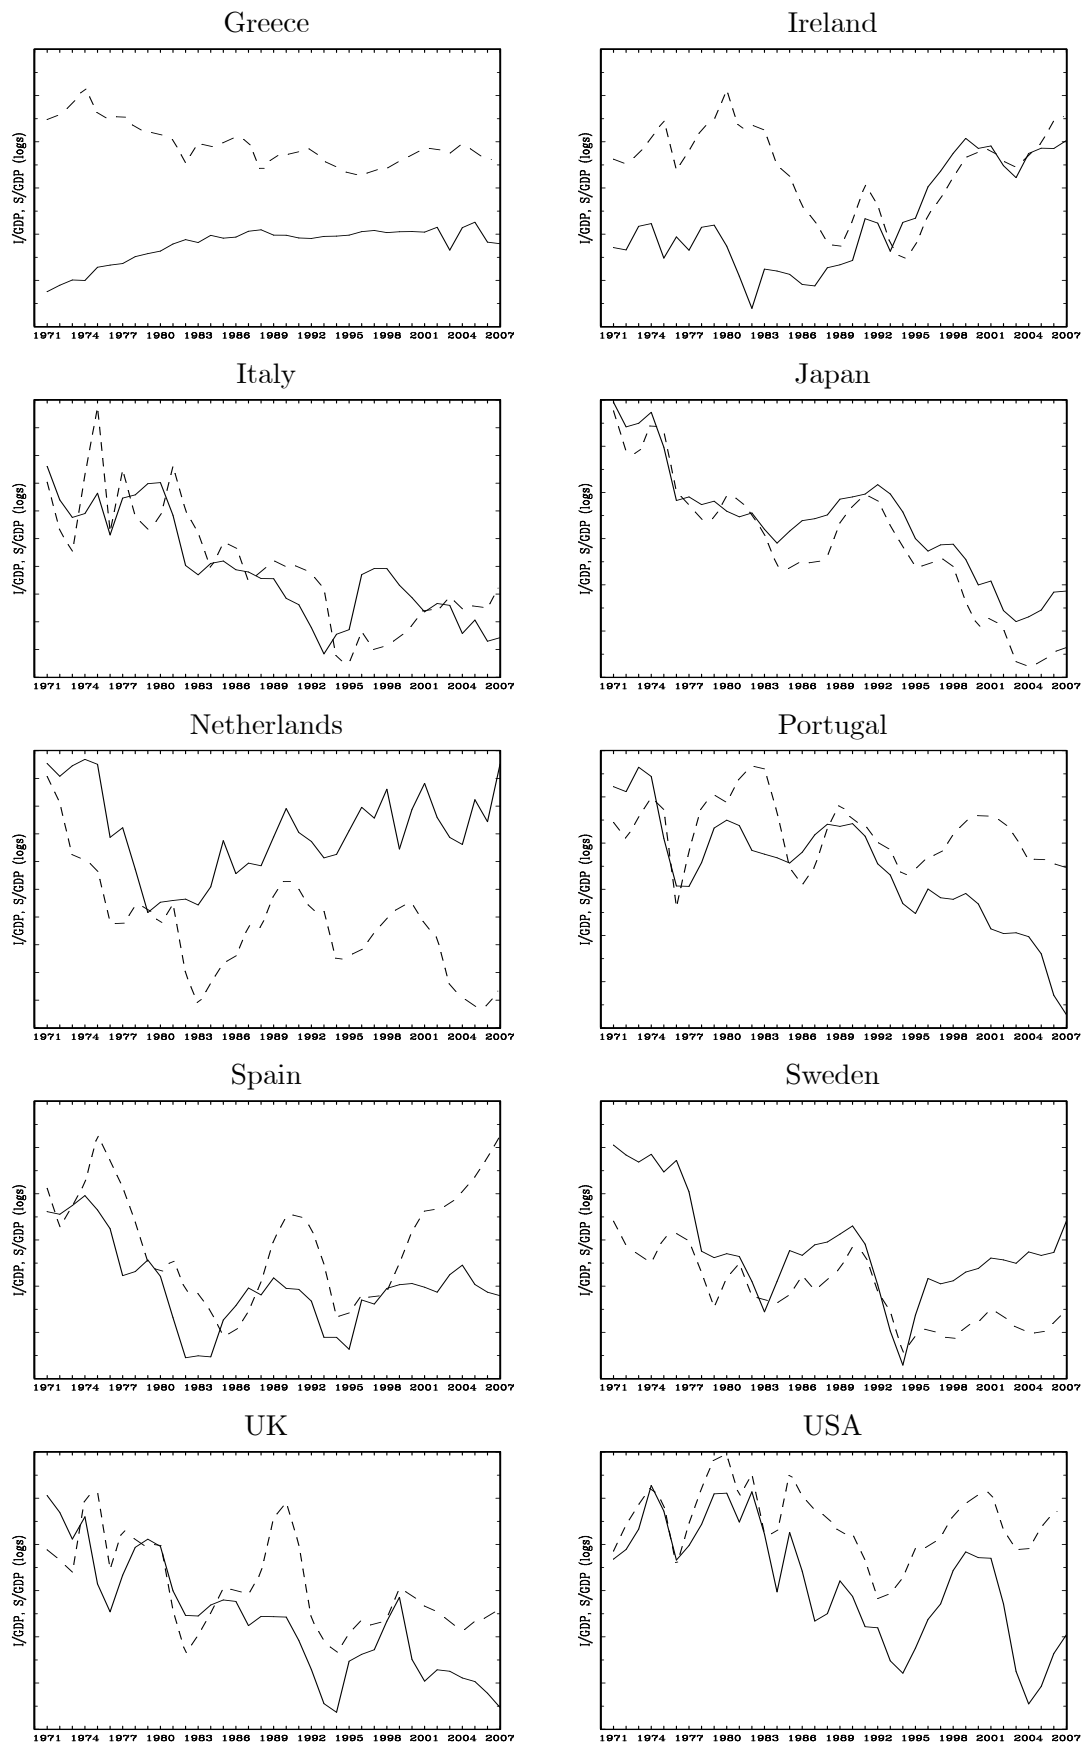 Greece
I/GDP, S/GDP (logs)
1971 1974 1977 1980 1983 1986 1989 1992 1995 1998 2001 2004 2007
Ireland
I/GDP, S/GDP (logs)
1971 1974 1977 1980 1983 1986 1989 1992 1995 1998 2001 2004 2007
Italy
I/GDP, S/GDP (logs)
1971 1974 1977 1980 1983 1986 1989 1992 1995 1998 2001 2004 2007
Japan
I/GDP, S/GDP (logs)
1971 1974 1977 1980 1983 1986 1989 1992 1995 1998 2001 2004 2007
Netherlands
I/GDP, S/GDP (logs)
1971 1974 1977 1980 1983 1986 1989 1992 1995 1998 2001 2004 2007
Portugal
I/GDP, S/GDP (logs)
1971 1974 1977 1980 1983 1986 1989 1992 1995 1998 2001 2004 2007
Spain
I/GDP, S/GDP (logs)
1971 1974 1977 1980 1983 1986 1989 1992 1995 1998 2001 2004 2007
Sweden
I/GDP, S/GDP (logs)
1971 1974 1977 1980 1983 1986 1989 1992 1995 1998 2001 2004 2007
UK
I/GDP, S/GDP (logs)
1971 1974 1977 1980 1983 1986 1989 1992 1995 1998 2001 2004 2007
USA
I/GDP, S/GDP (logs)
1971 1974 1977 1980 1983 1986 1989 1992 1995 1998 2001 2004 2007